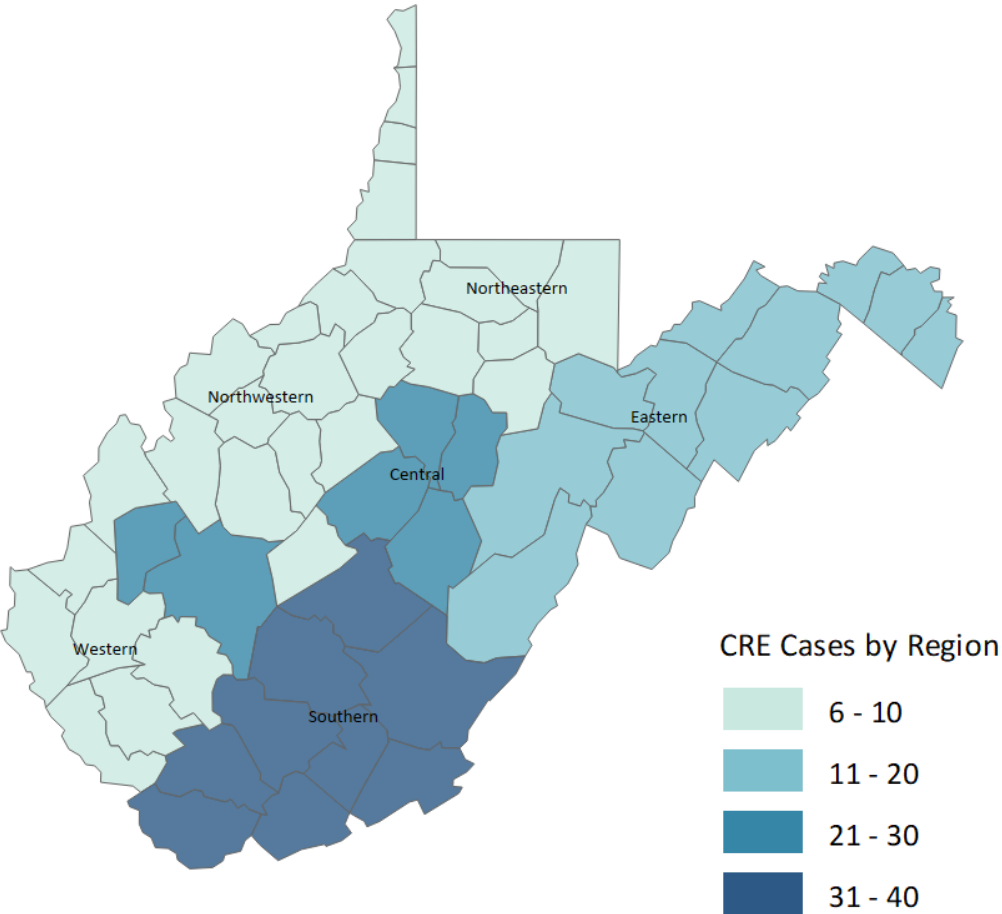 Northeastern
Northwestern
Eastern
Central
Western
Southern
CRE Cases by Region
6 - 10
11 - 20
21 - 30
31 - 40